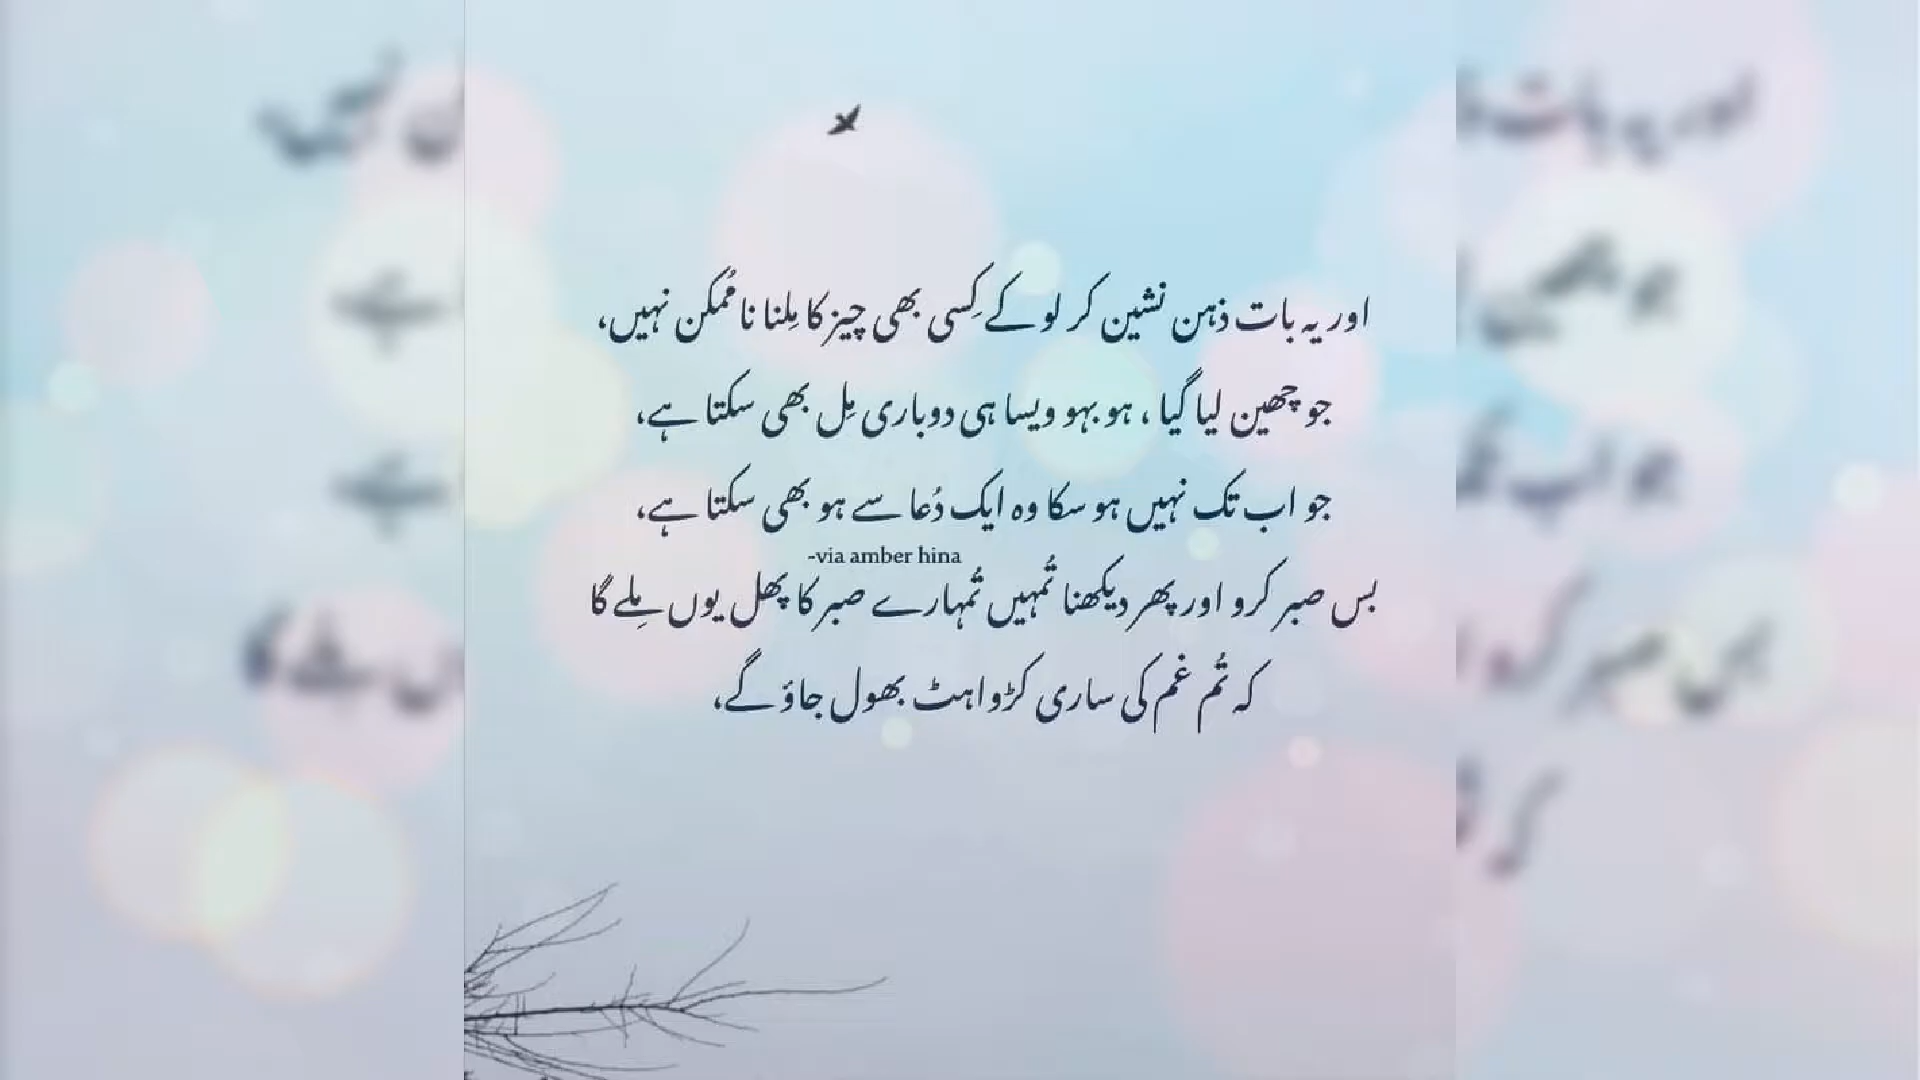 اور یہ بات ذہن نشین کر لو کے کِسی بھی چیز کا مِلنا نا مُمکن نہیں،
جو چھین لیا گیا ، ہو بہو ویسا ہی دوباری مِل بھی سکتا ہے،
جو اب تک نہیں ہو سکا وہ ایک دُعا سے ہو بھی سکتا ہے،
-via amber hina
بس صبر کرو اور پھر دیکھنا تُمہیں تُمہارے صبر کا پھل یوں مِلے گا
کہ تُم غم کی ساری کڑواہٹ بھول جاؤ گے،